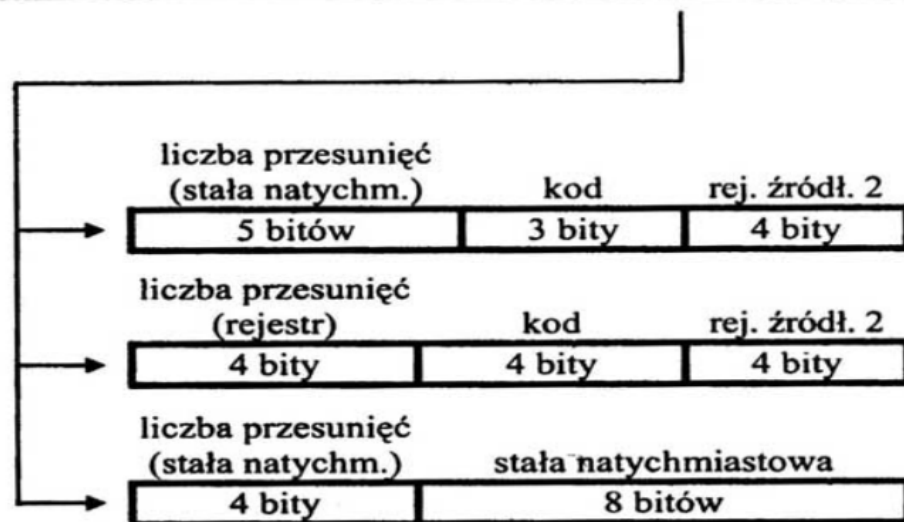 liczba przesunięć
(stała natychm.) kod rej. źródł. 2
5 bitów 3 bity 4 bity
liczba przesunięć
(rejestr) kod rej. źródł. 2
4 bity 4 bity 4 bity
liczba przesunięć
(stała natychm.) stała natychmiastowa
4 bity 8 bitów